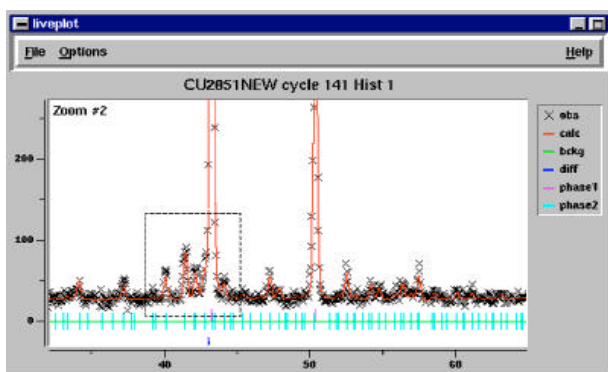 liveplot
File Options Help
CU2851NEW cycle 141 Hist 1
Zoom #2
200
100
0
40 50 60
obs
calc
bckg
diff
phase1
phase2